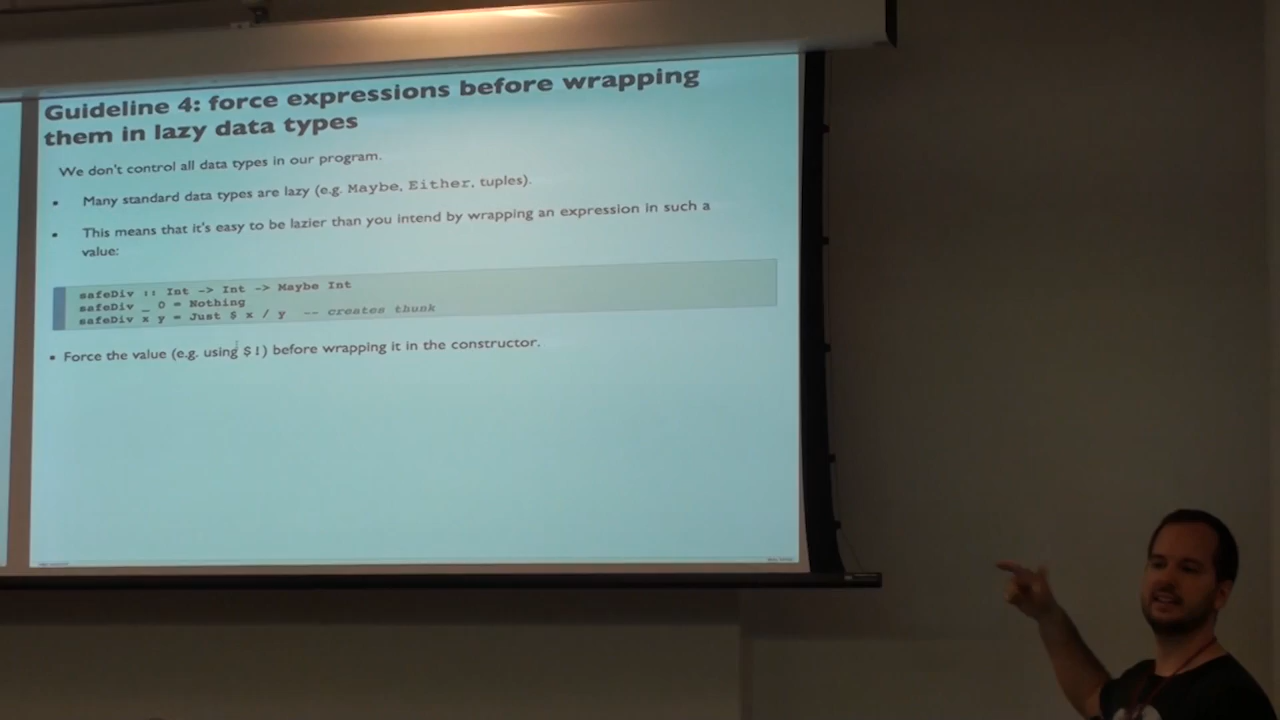 Guideline 4: force expressions before wrapping
them in lazy data types
We don't control all data types in our program.
• Many standard data types are lazy (e.g. Maybe, Either, tuples).
• This means that it's easy to be lazier than you intend by wrapping an expression in such a
value:
safeDiv :: Int -> Int -> Maybe Int
safeDiv _ 0 = Nothing
safeDiv x y = Just $ x / y -- creates thunk
▪ Force the value (e.g. using $!) before wrapping it in the constructor.